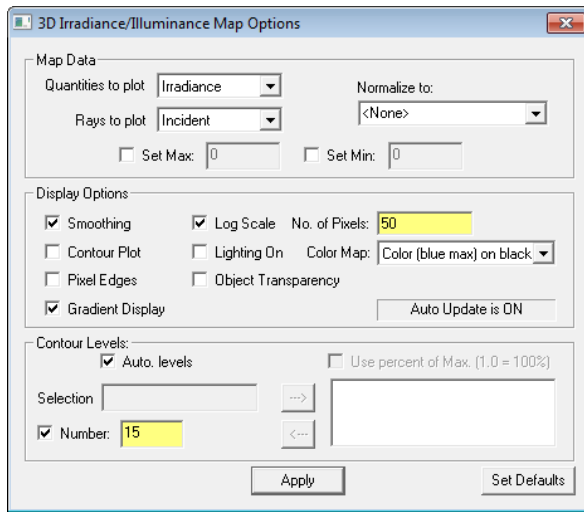 3D Irradiance/Illuminance Map Options
Map Data
Quantities to plot Irradiance Normalize to:
Rays to plot Incident <None>
Set Max: 0 Set Min: 0
Display Options
Smoothing Log Scale No. of Pixels: 50
Contour Plot Lighting On Color Map: Color (blue max) on black
Pixel Edges Object Transparency
Gradient Display Auto Update is ON
Contour Levels:
Auto. levels Use percent of Max. (1.0 = 100%)
Selection --->
Number: 15 <---
Apply Set Defaults